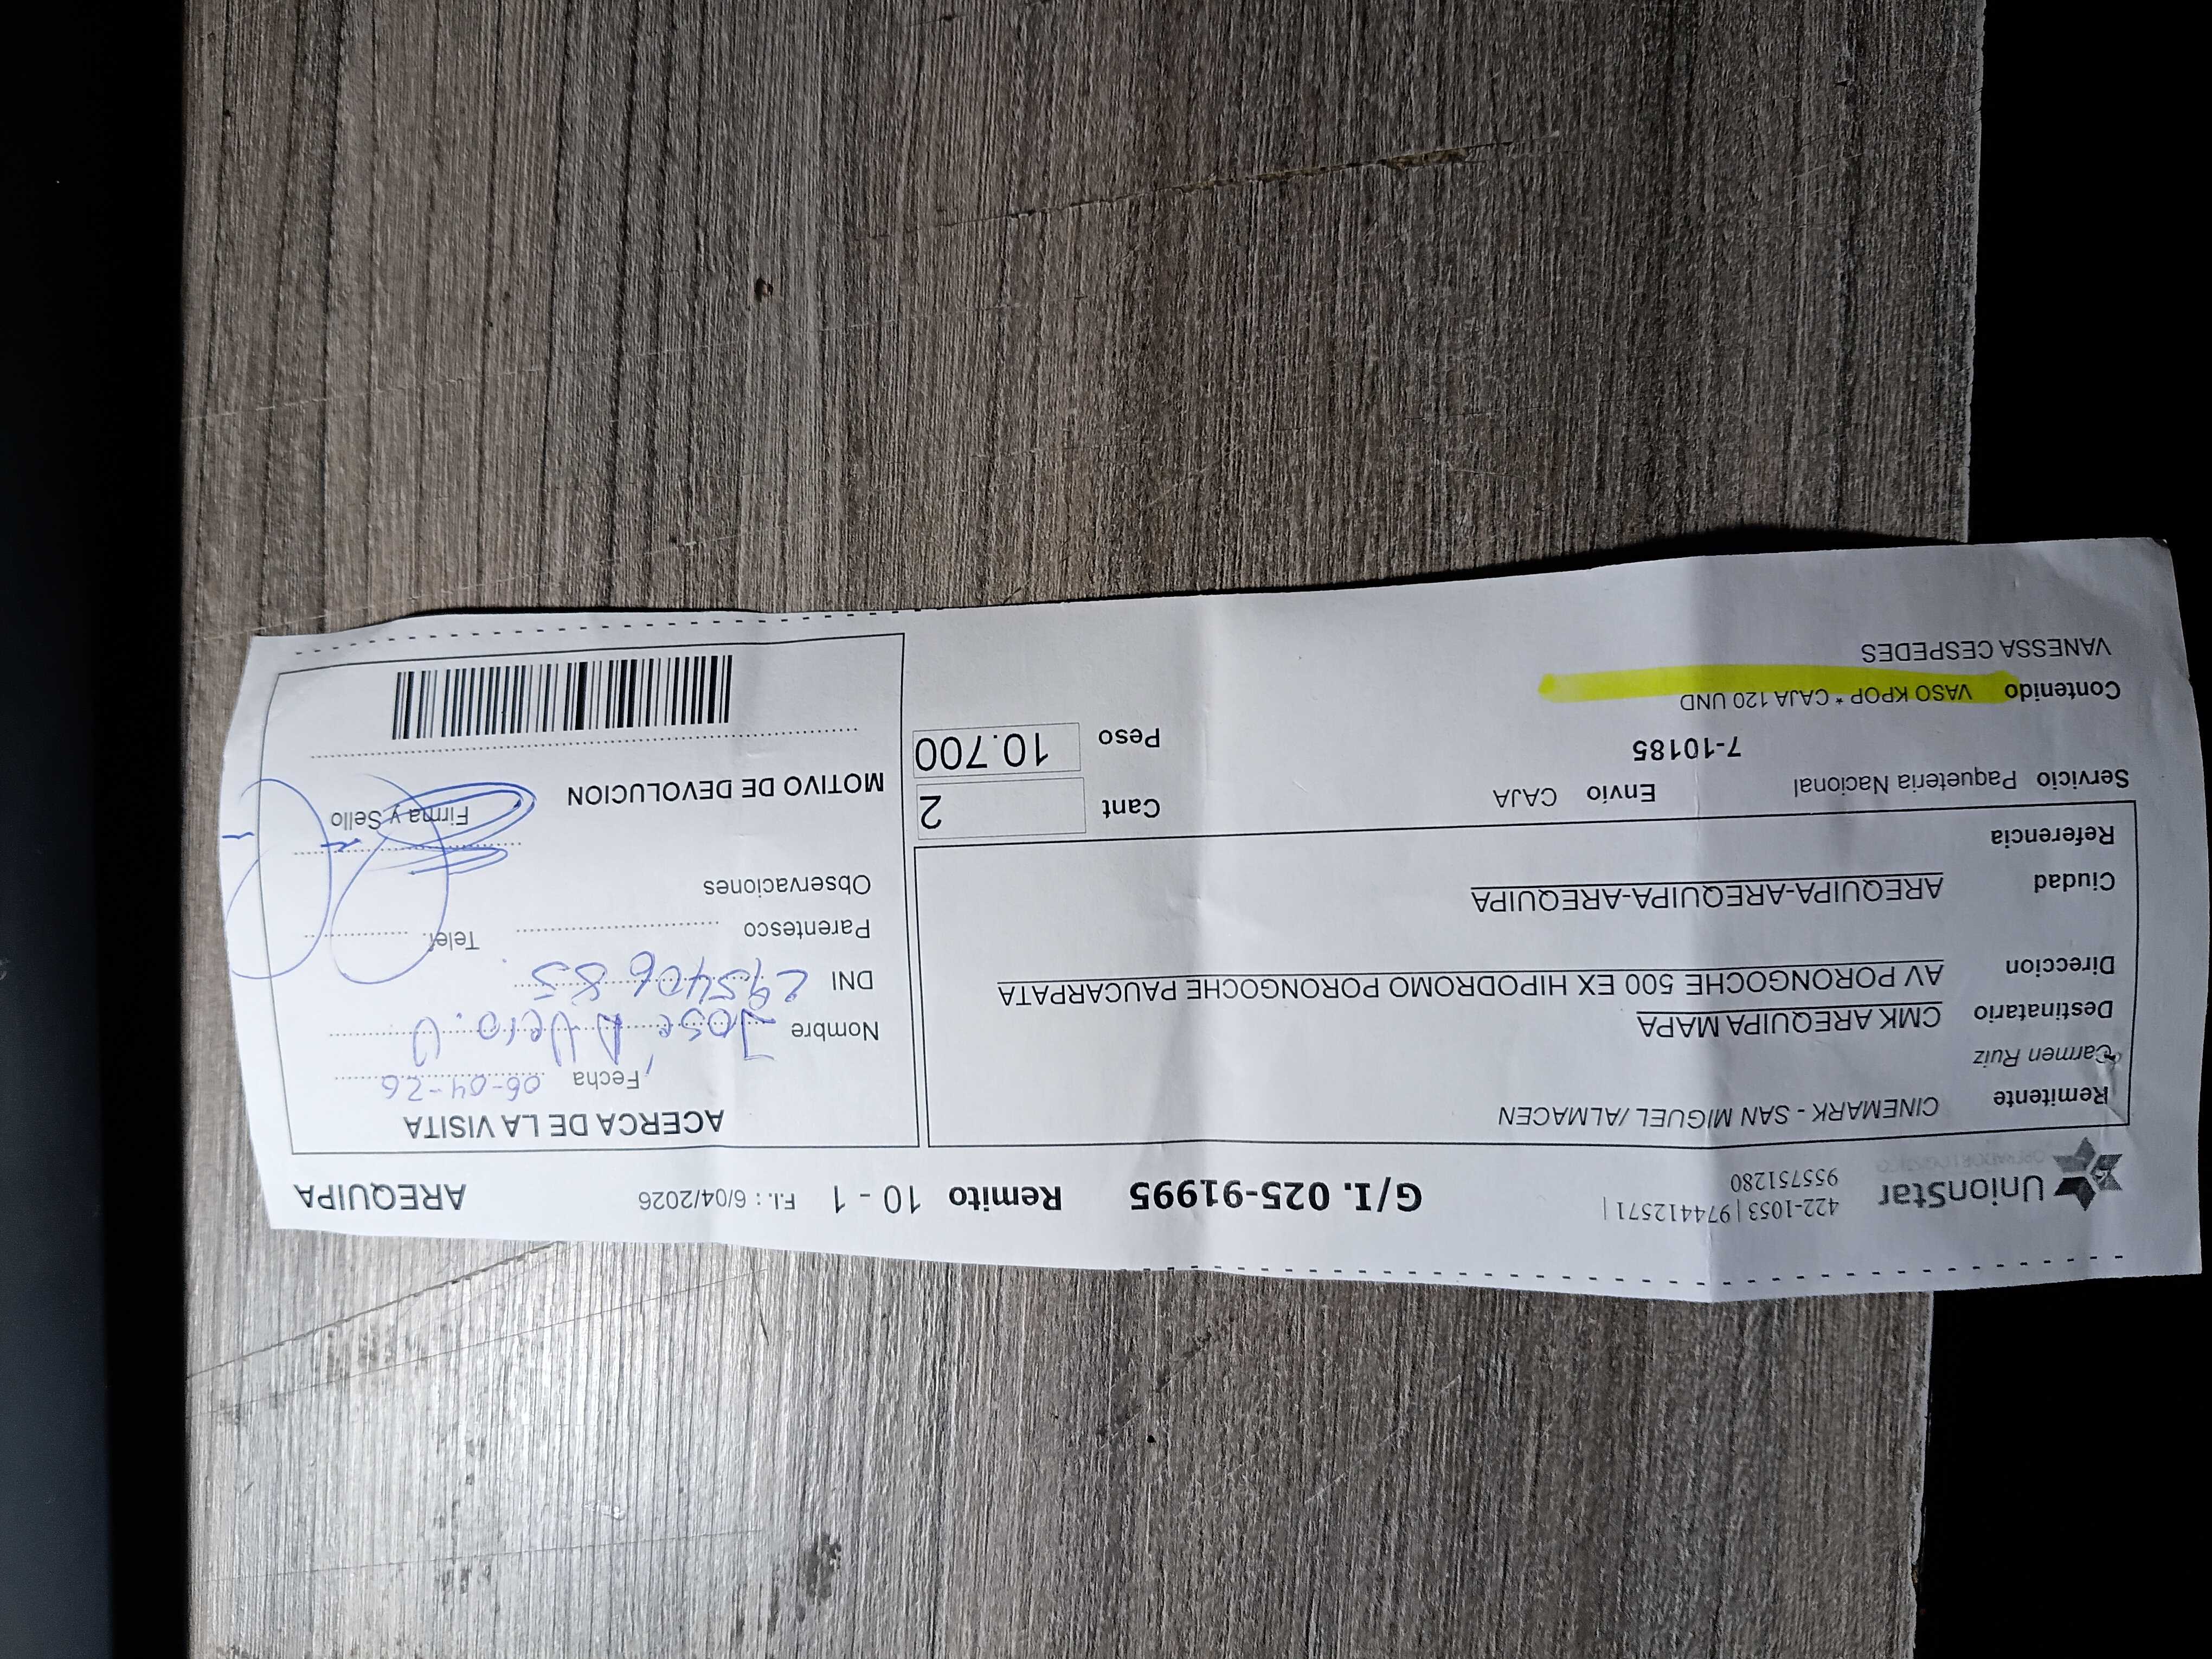 UnionStar
OPERADOR LOGISTICO
422-1053 | 974412571 |
955751280
G/I. 025-91995
Remito 10 - 1
F.I. : 6/04/2026
AREQUIPA
Remitente CINEMARK - SAN MIGUEL /ALMACEN
Carmen Ruiz
Destinatario CMK AREQUIPA MAPA
Direccion AV PORONGOCHE 500 EX HIPODROMO PORONGOCHE PAUCARPATA
Ciudad AREQUIPA-AREQUIPA-AREQUIPA
Referencia
Servicio Paqueteria Nacional Envio CAJA
7-10185
Contenido VASO KPOP * CAJA 120 UND
VANESSA CESPEDES
Cant 2
Peso 10.700
ACERCA DE LA VISITA
Fecha 06-04-26
Nombre José A
DNI 29540685
Parentesco Telef.
Observaciones
Firma y Sello
MOTIVO DE DEVOLUCION